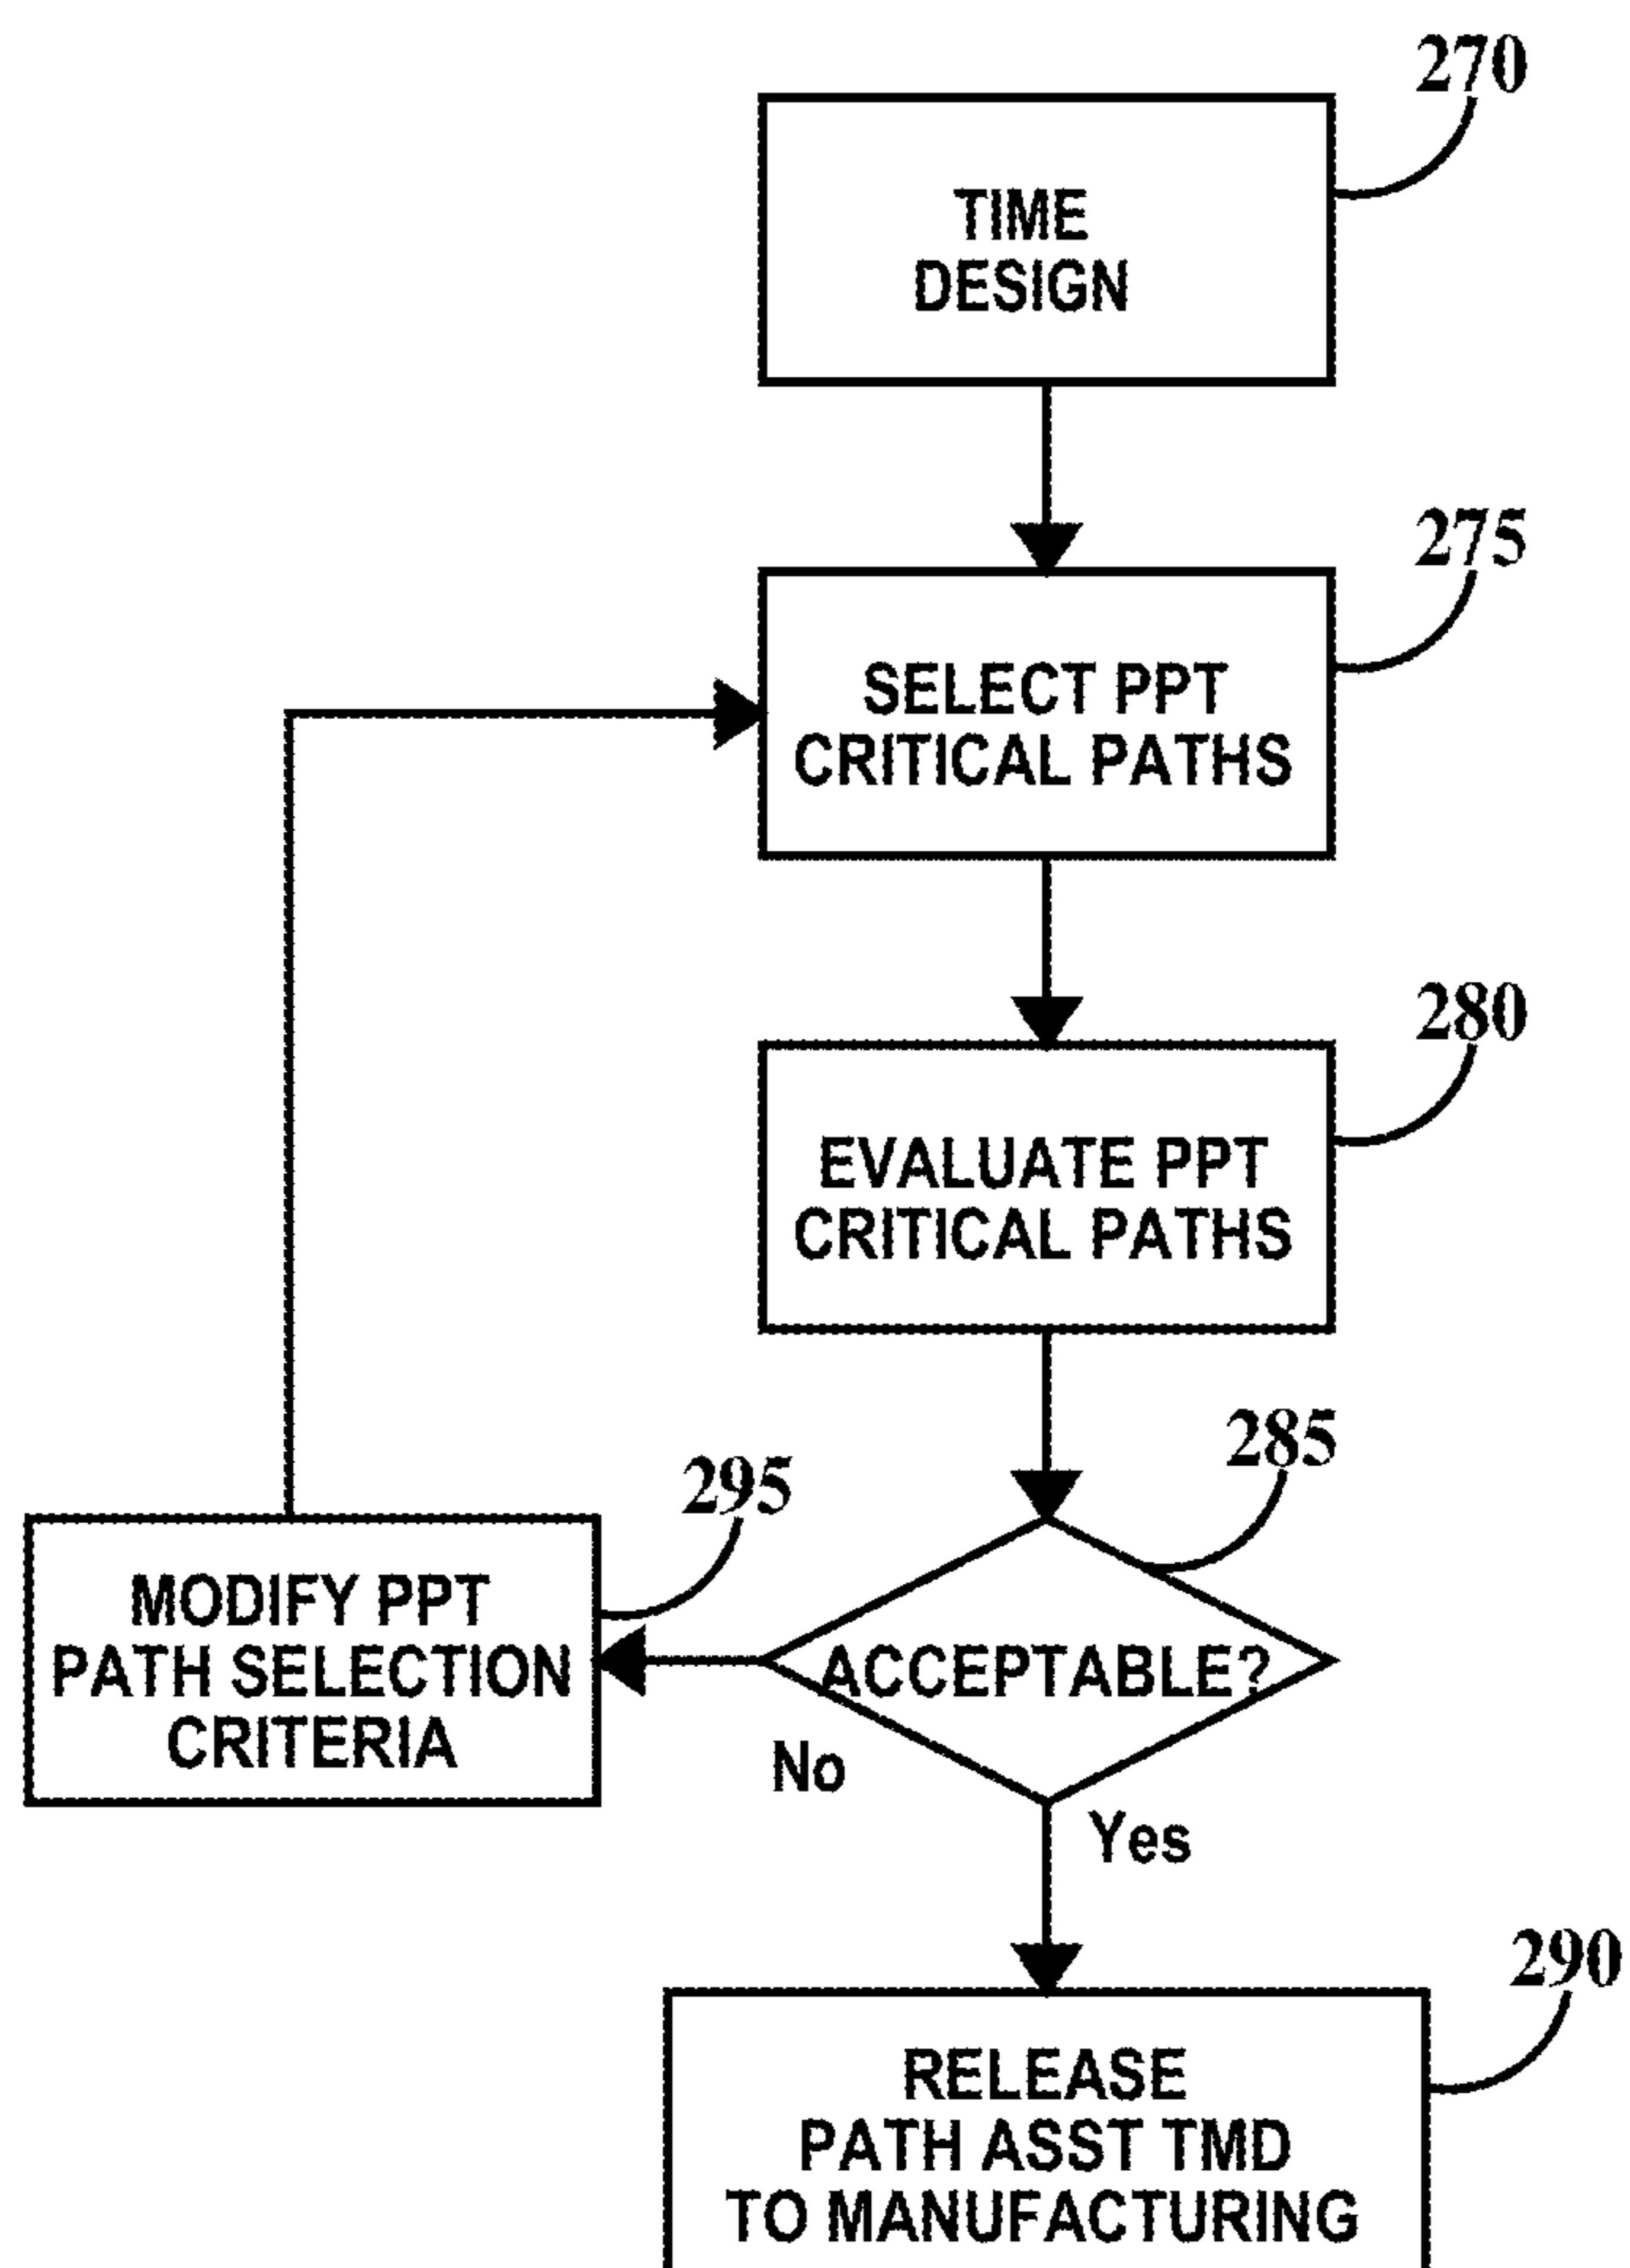 270
TIME
DESIGN
275
SELECT PPT
CRITICAL PATHS
280
EVALUATE PPT
CRITICAL PATHS
285
295
MODIFY PPT
PATH SELECTION
CRITERIA
ACCEPTABLE?
No
Yes
290
RELEASE
PATH ASST TMD
TO MANUFACTURING